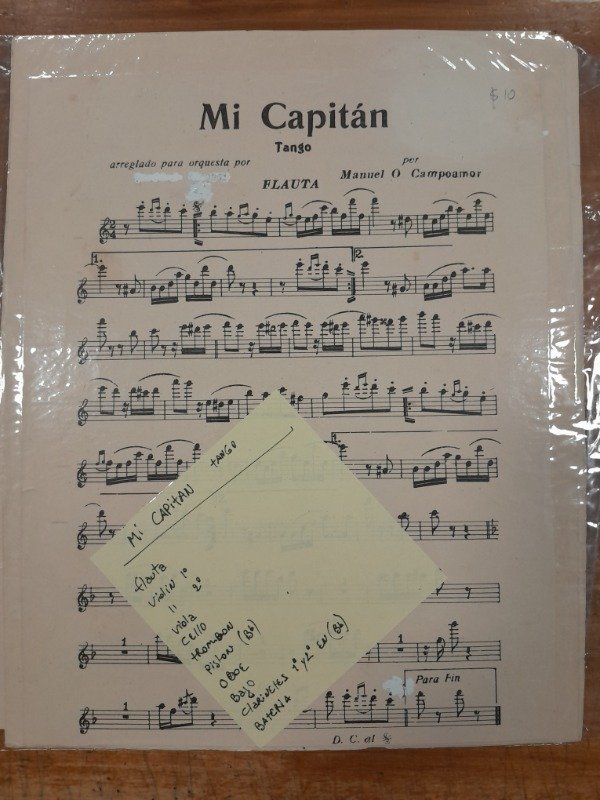 $10
Mi Capitán
Tango
arreglado para orquesta por
por
Manuel O Campoamor
FLAUTA
1.
2.
MI CAPITAN TANGO
flauta
VIOLIN 1º
" 2º
VIOLA
CELLO
TROMBON
PISTON (Bb)
OBOE
BAJO
CLARINETES 1º y 2º EN (Bb)
BATERIA
1
1
1
1
Para Fin
D. C. al